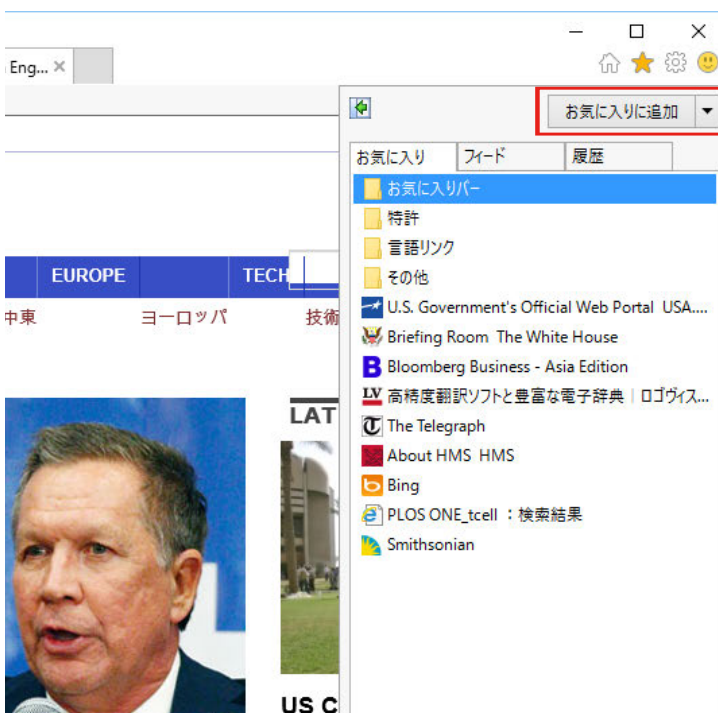 Eng...
お気に入りに追加
お気に入り フィード 履歴
お気に入りバー
特許
言語リンク
その他
U.S. Government's Official Web Portal USA....
Briefing Room The White House
Bloomberg Business - Asia Edition
LV 高精度翻訳ソフトと豊富な電子辞典｜ロゴヴィス...
The Telegraph
About HMS HMS
Bing
PLOS ONE_tcell ：検索結果
Smithsonian
EUROPE TECH
中東 ヨーロッパ 技術
LAT
US C